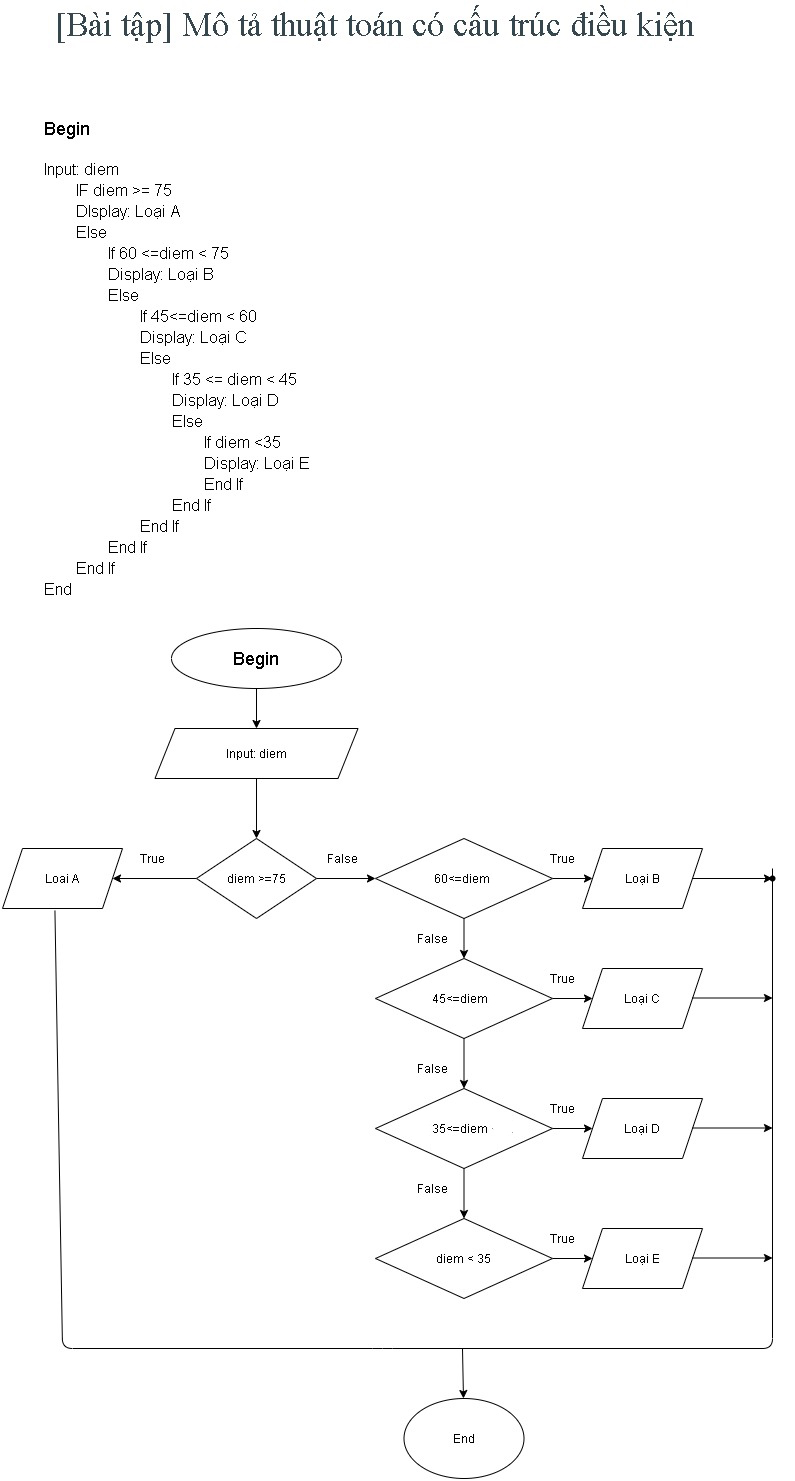 [Bài tập] Mô tả thuật toán có cấu trúc điều kiện
Begin
Input: diem
IF diem >= 75
DIsplay: Loại A
Else
If 60 <=diem < 75
Display: Loại B
Else
If 45<=diem < 60
Display: Loại C
Else
If 35 <= diem < 45
Display: Loại D
Else
If diem <35
Display: Loại E
End If
End If
End If
End If
End If
End
Begin
Input: diem
Loại A
True
diem >=75
False
60<=diem
True
Loại B
False
45<=diem
True
Loại C
False
35<=diem
True
Loại D
False
diem < 35
True
Loại E
End